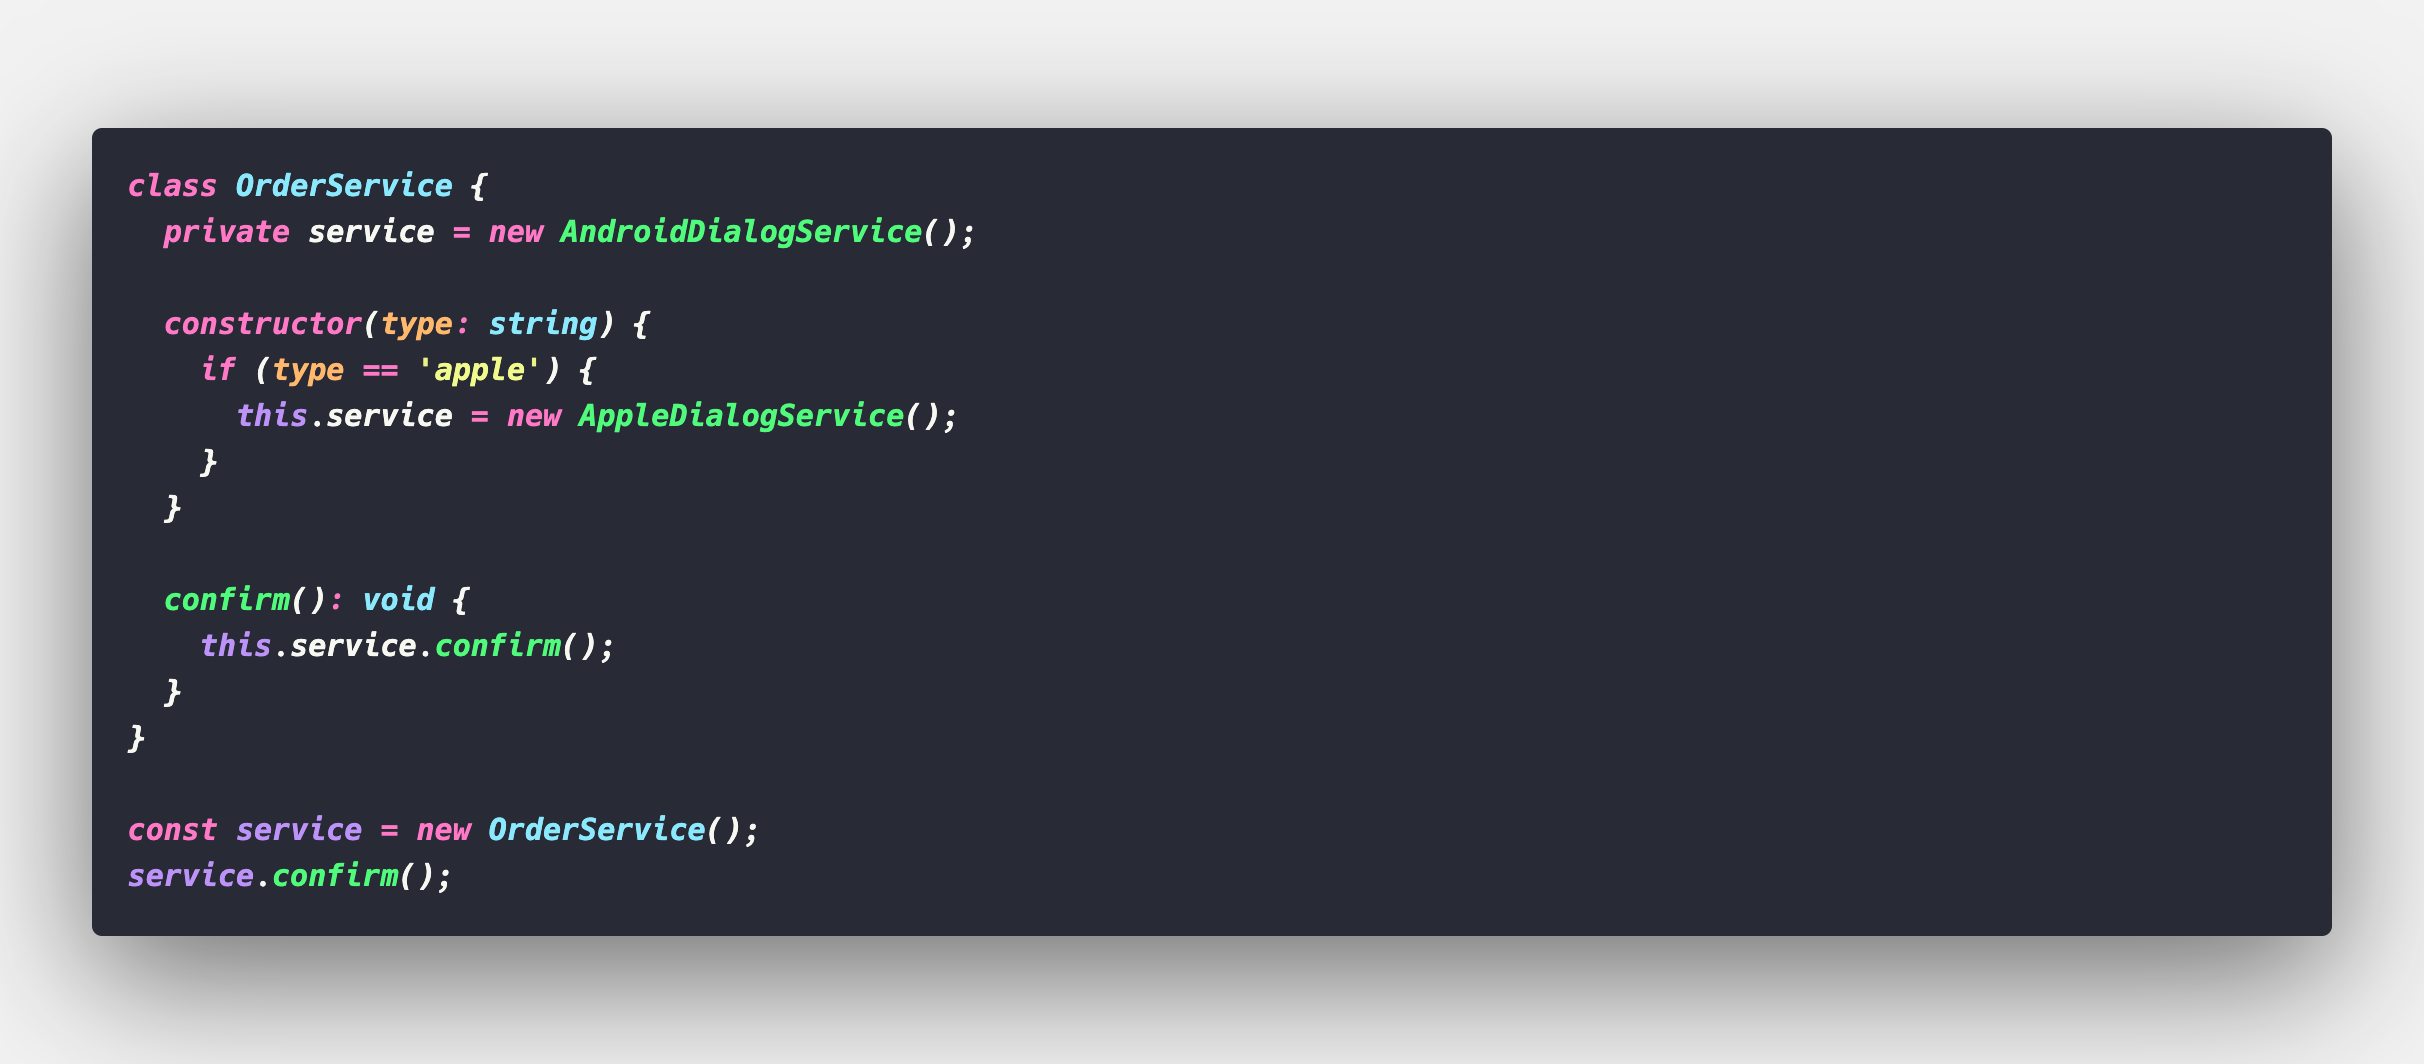 class OrderService {
  private service = new AndroidDialogService();

  constructor(type: string) {
    if (type == 'apple') {
      this.service = new AppleDialogService();
    }
  }

  confirm(): void {
    this.service.confirm();
  }
}

const service = new OrderService();
service.confirm();